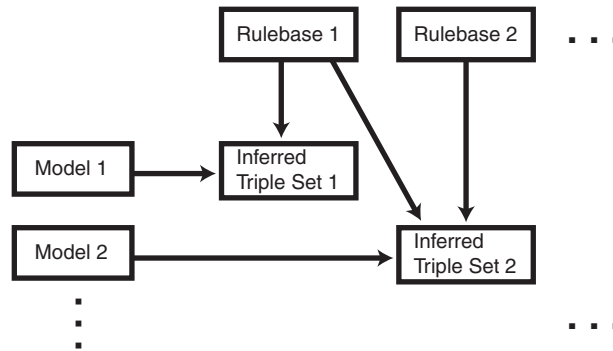 Rulebase 1
Rulebase 2
. . .
Model 1
Inferred
Triple Set 1
Model 2
Inferred
Triple Set 2
. . .